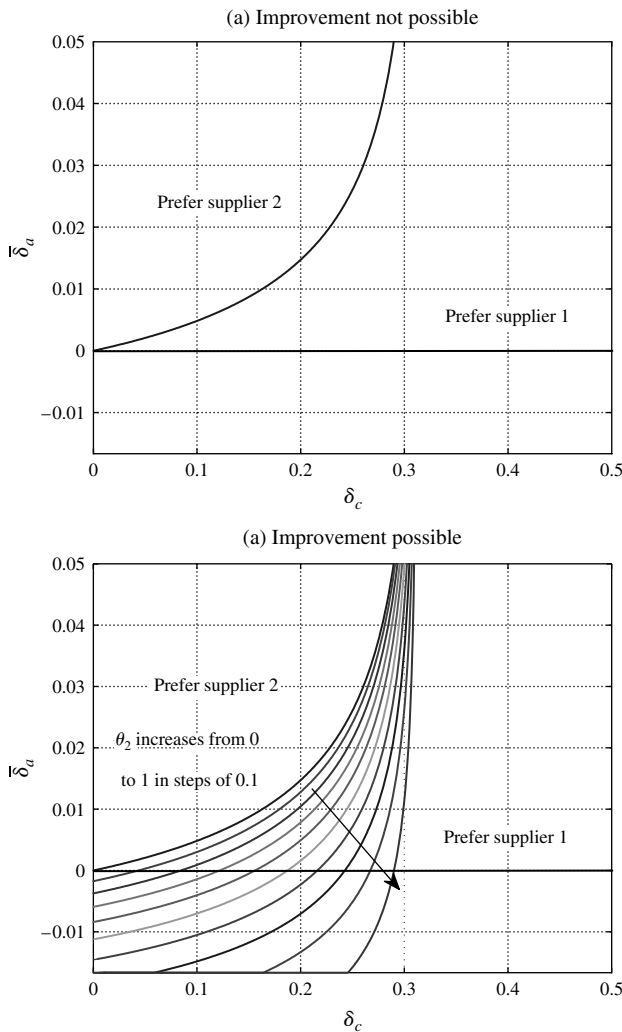 (a) Improvement not possible
0.05
0.04
0.03
Prefer supplier 2
0.02
δ̅a
0.01
Prefer supplier 1
0
−0.01
0 0.1 0.2 0.3 0.4 0.5
δc
(a) Improvement possible
0.05
0.04
0.03
Prefer supplier 2
θ2 increases from 0
0.02
to 1 in steps of 0.1
δ̅a
0.01
Prefer supplier 1
0
−0.01
0 0.1 0.2 0.3 0.4 0.5
δc